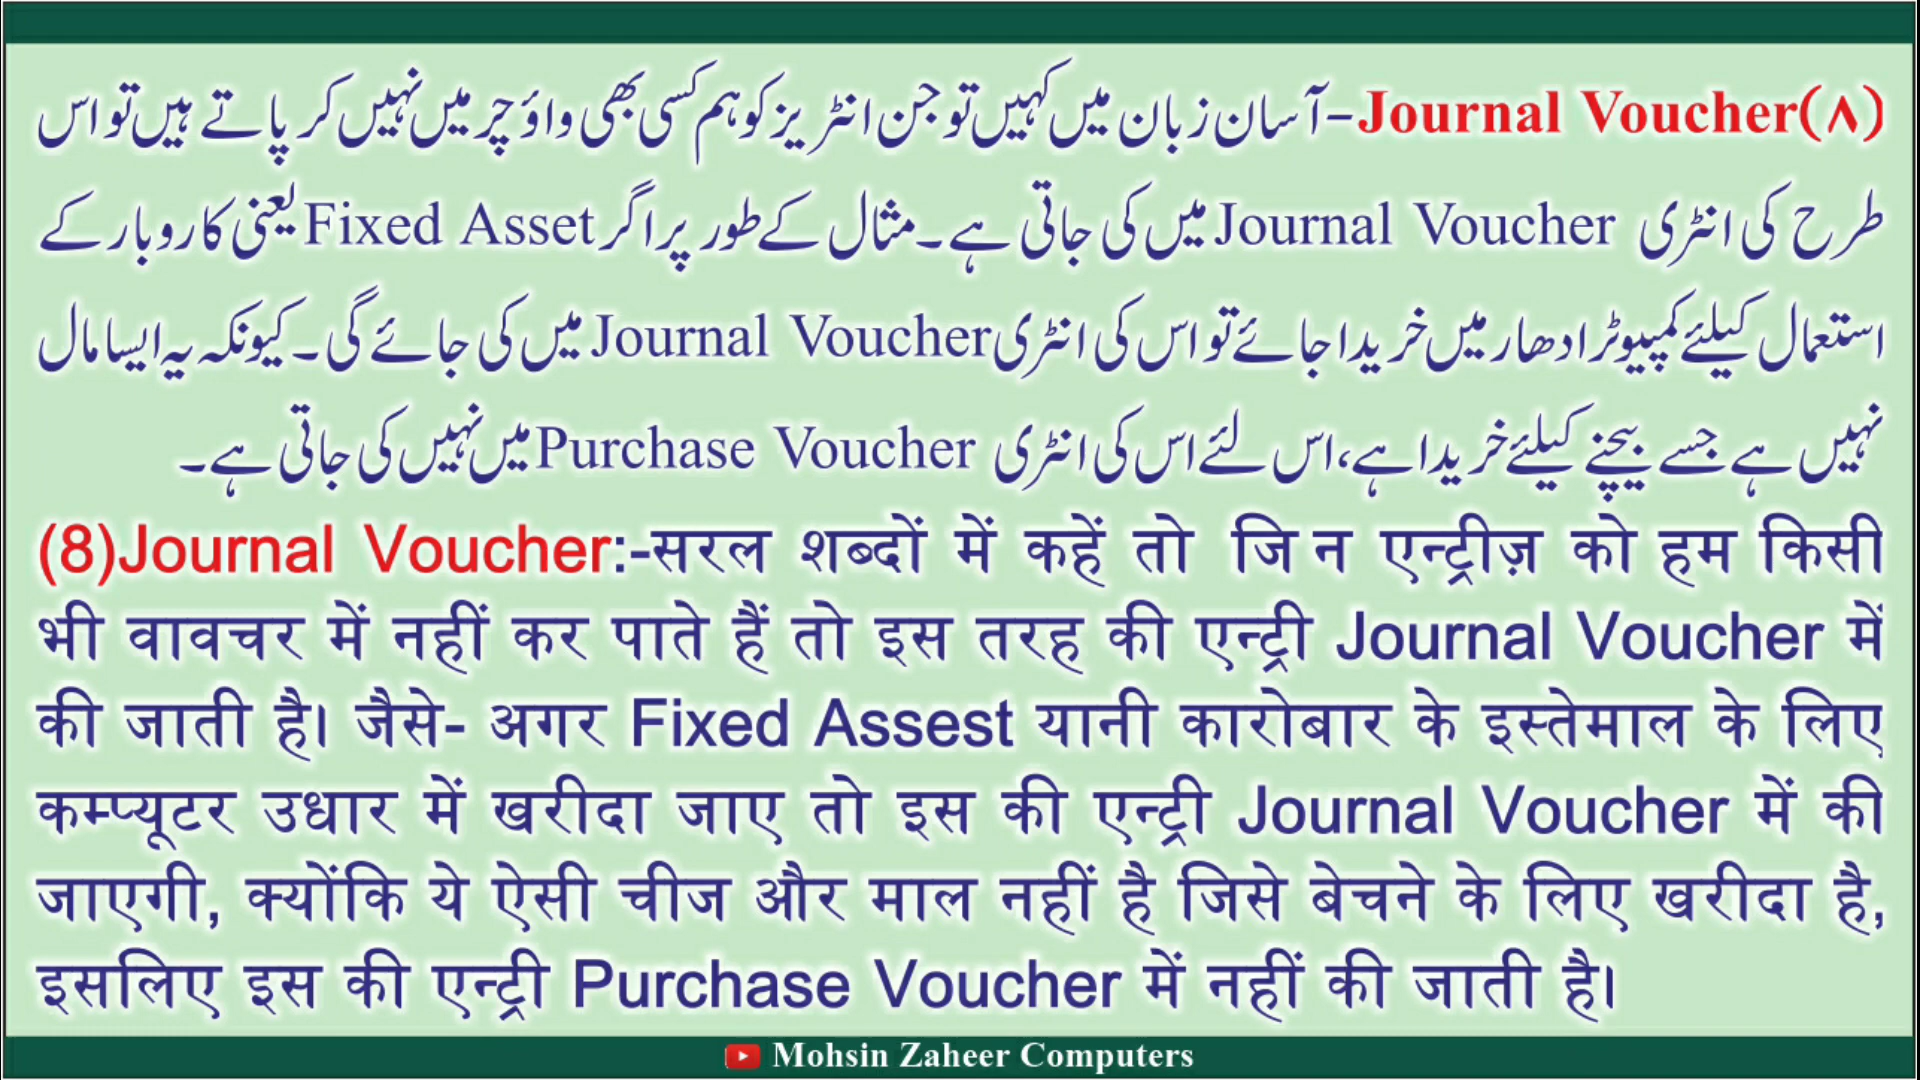 (۸)Journal Voucher-آسان زبان میں کہیں تو جن انٹریز کو ہم کسی بھی واؤچر میں نہیں کر پاتے ہیں تو اس
طرح کی انٹری Journal Voucher میں کی جاتی ہے۔ مثال کے طور پر اگر Fixed Asset یعنی کاروبار کے
استعمال کیلئے کمپیوٹر ادھار میں خریدا جائے تو اس کی انٹری Journal Voucher میں کی جائے گی۔ کیونکہ یہ ایسا مال
نہیں ہے جسے بیچنے کیلئے خریدا ہے، اس لئے اس کی انٹری Purchase Voucher میں نہیں کی جاتی ہے۔
(8)Journal Voucher:-सरल शब्दों में कहें तो जि न एन्ट्रीज़ को हम किसी
भी वावचर में नहीं कर पाते हैं तो इस तरह की एन्ट्री Journal Voucher में
की जाती है। जैसे- अगर Fixed Assest यानी कारोबार के इस्तेमाल के लिए
कम्प्यूटर उधार में खरीदा जाए तो इस की एन्ट्री Journal Voucher में की
जाएगी, क्योंकि ये ऐसी चीज और माल नहीं है जिसे बेचने के लिए खरीदा है,
इसलिए इस की एन्ट्री Purchase Voucher में नहीं की जाती है।
Mohsin Zaheer Computers